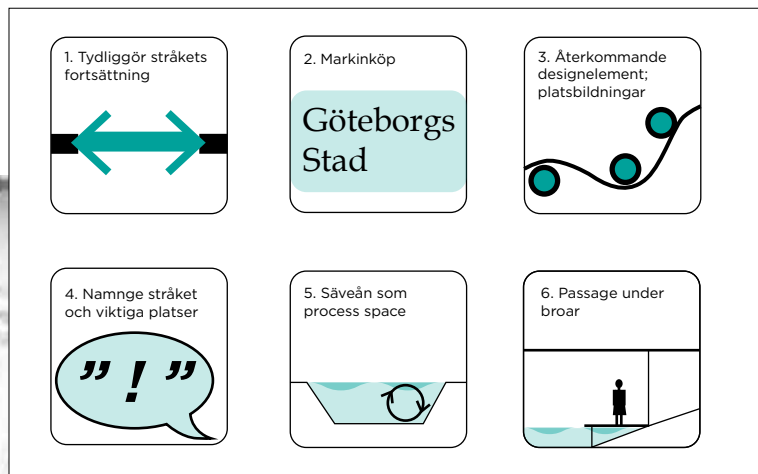 1. Tydliggör stråkets
fortsättning
2. Markinköp
Göteborgs
Stad
3. Återkommande
designelement;
platsbildningar
4. Namnge stråket
och viktiga platser
” ! ”
5. Säveån som
process space
6. Passage under
broar